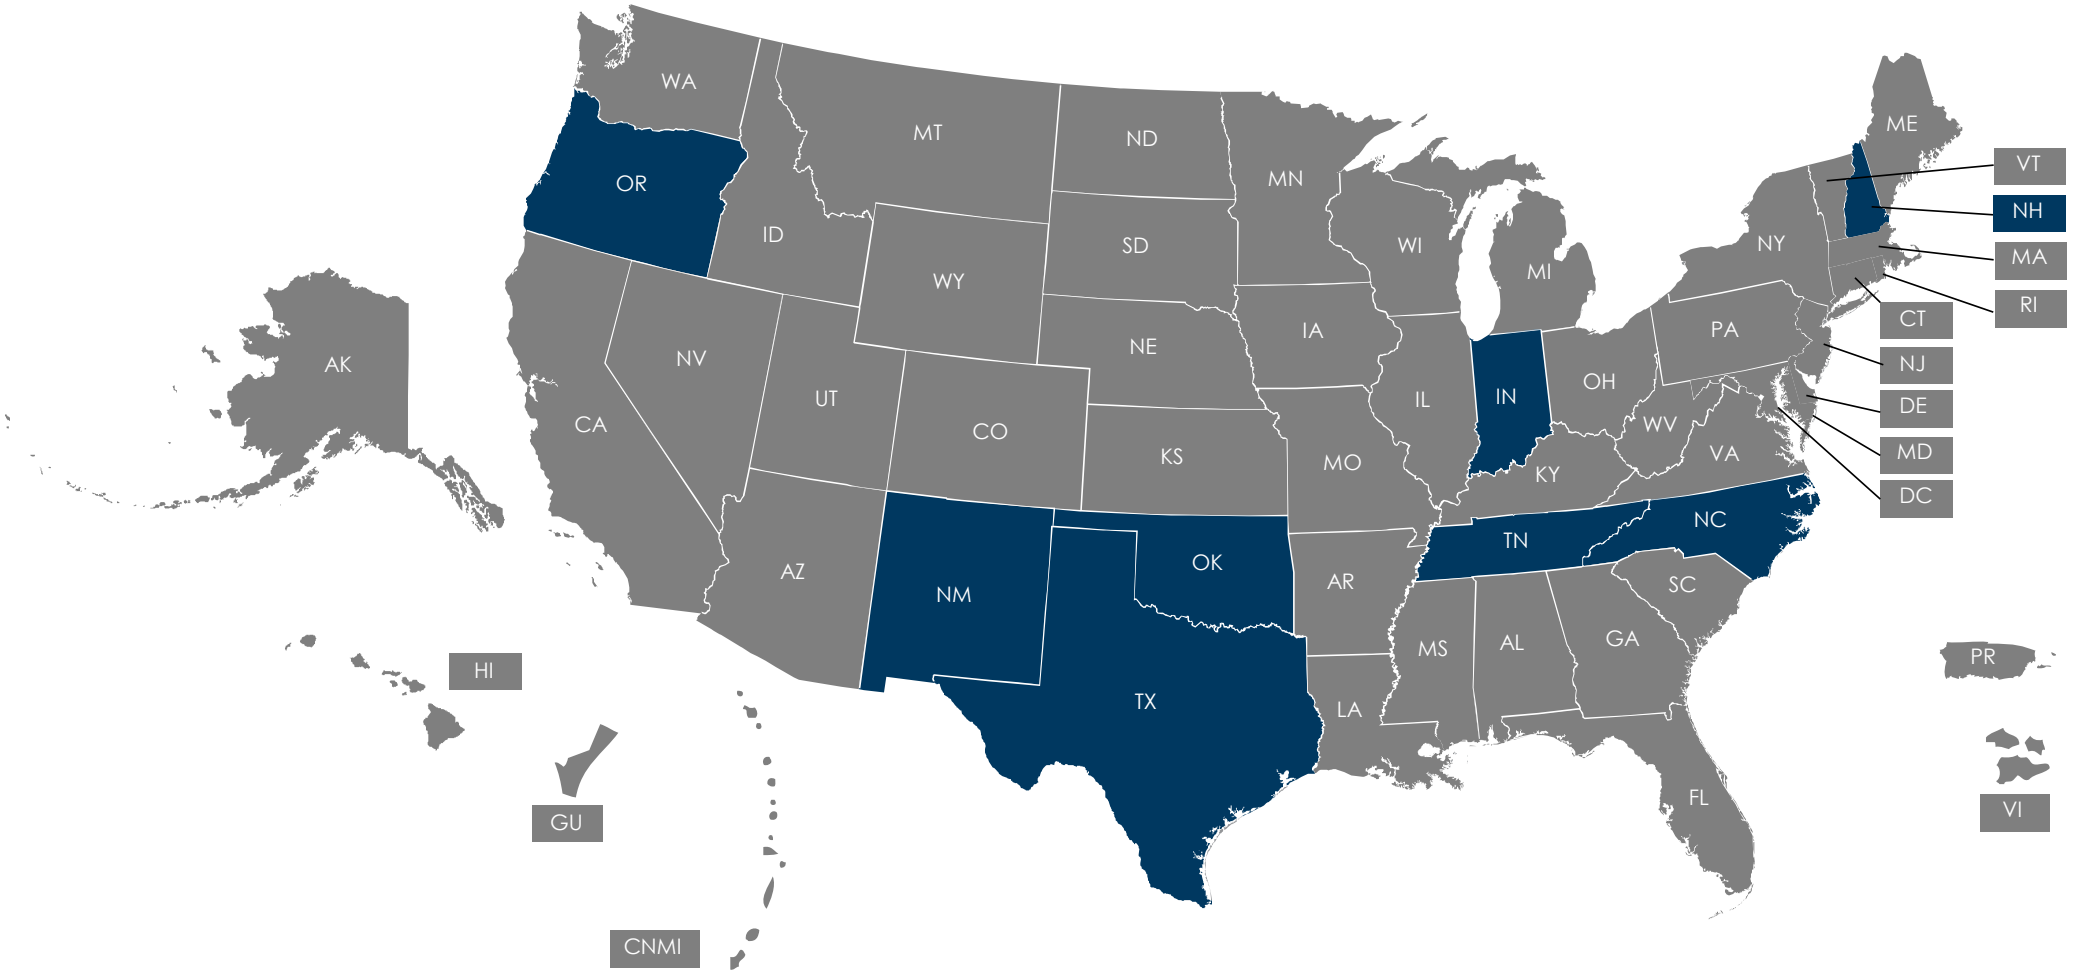 WA
MT
ND
MN
ME
VT
OR
NH
ID
SD
WI
NY
MA
WY
MI
RI
CT
IA
PA
NE
NV
AK
NJ
OH
UT
IN
IL
DE
CA
CO
WV
KS
MO
VA
MD
KY
DC
NC
TN
OK
AZ
AR
SC
NM
GA
AL
MS
PR
HI
TX
LA
FL
VI
GU
CNMI